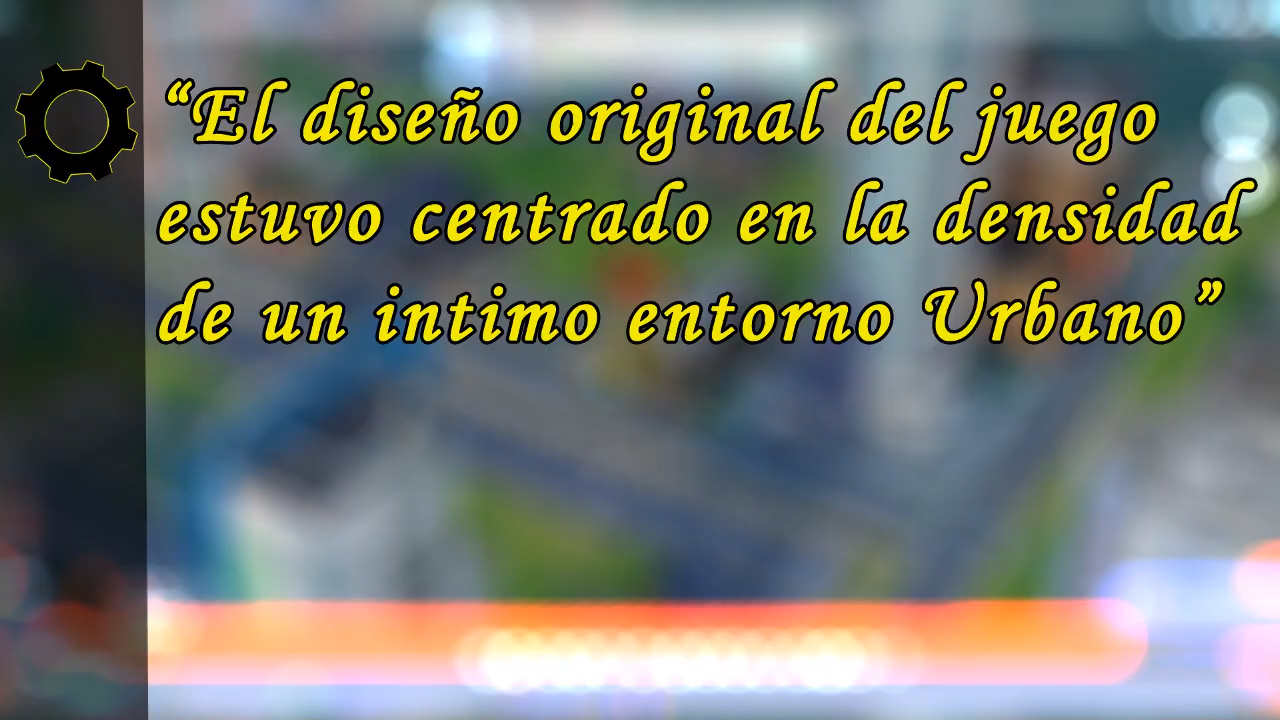 “El diseño original del juego
estuvo centrado en la densidad
de un intimo entorno Urbano”